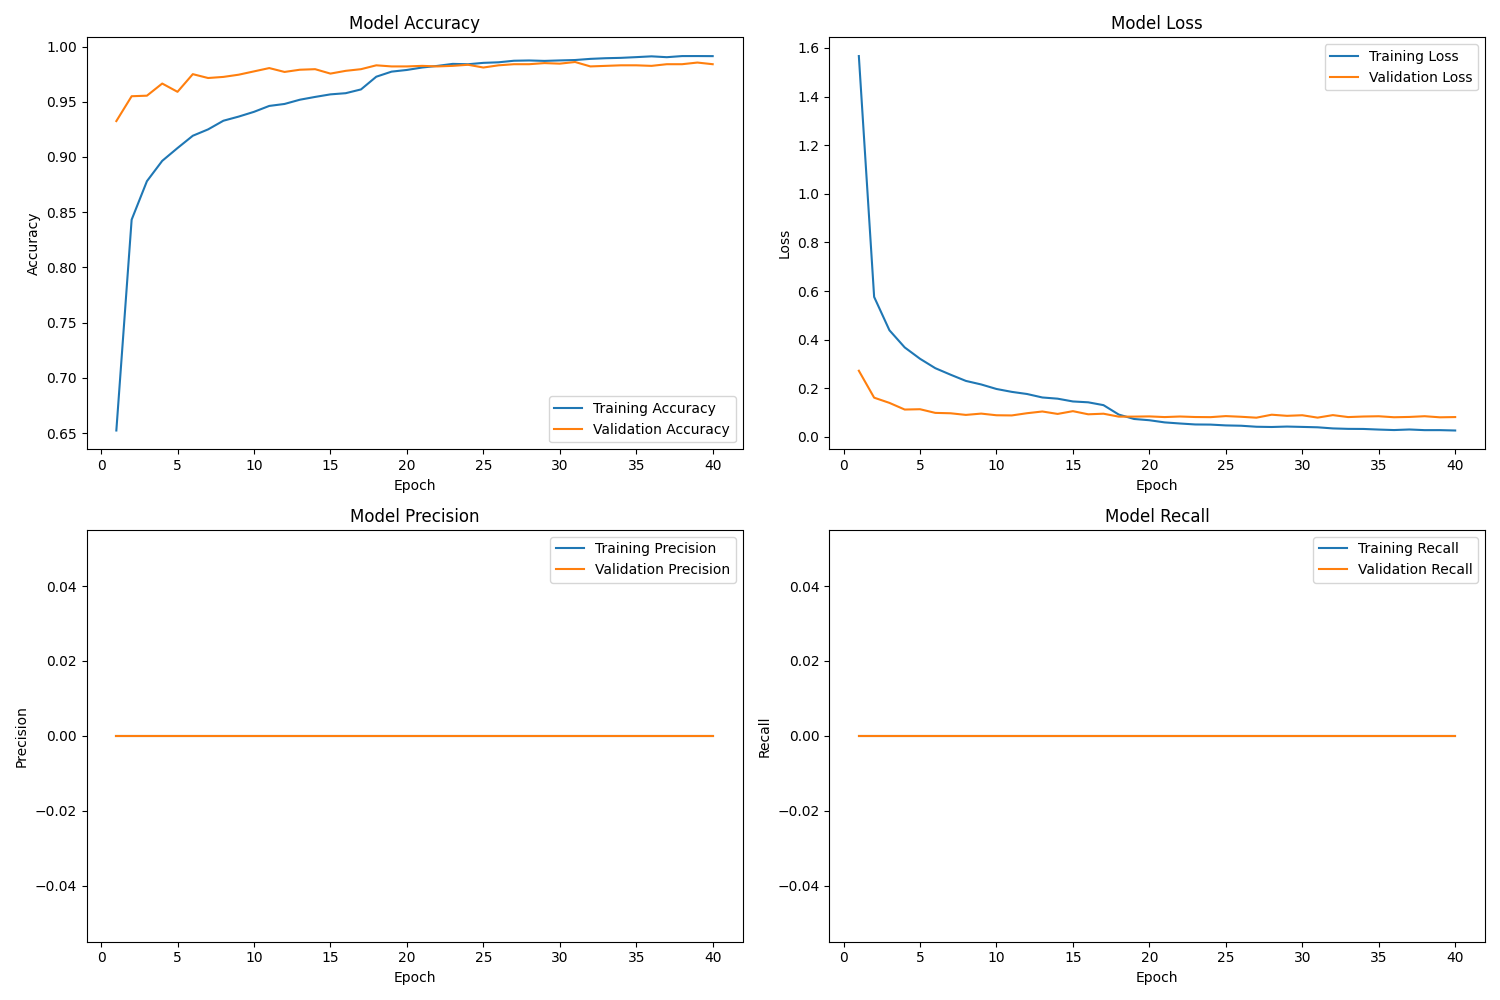 Model Accuracy
1.00
0.95
0.90
0.85
0.80
0.75
0.70
0.65
Accuracy
Training Accuracy
Validation Accuracy
0 5 10 15 20 25 30 35 40
Epoch
Model Loss
1.6
1.4
1.2
1.0
0.8
0.6
0.4
0.2
0.0
Loss
Training Loss
Validation Loss
0 5 10 15 20 25 30 35 40
Epoch
Model Precision
0.04
0.02
0.00
−0.02
−0.04
Precision
Training Precision
Validation Precision
0 5 10 15 20 25 30 35 40
Epoch
Model Recall
0.04
0.02
0.00
−0.02
−0.04
Recall
Training Recall
Validation Recall
0 5 10 15 20 25 30 35 40
Epoch